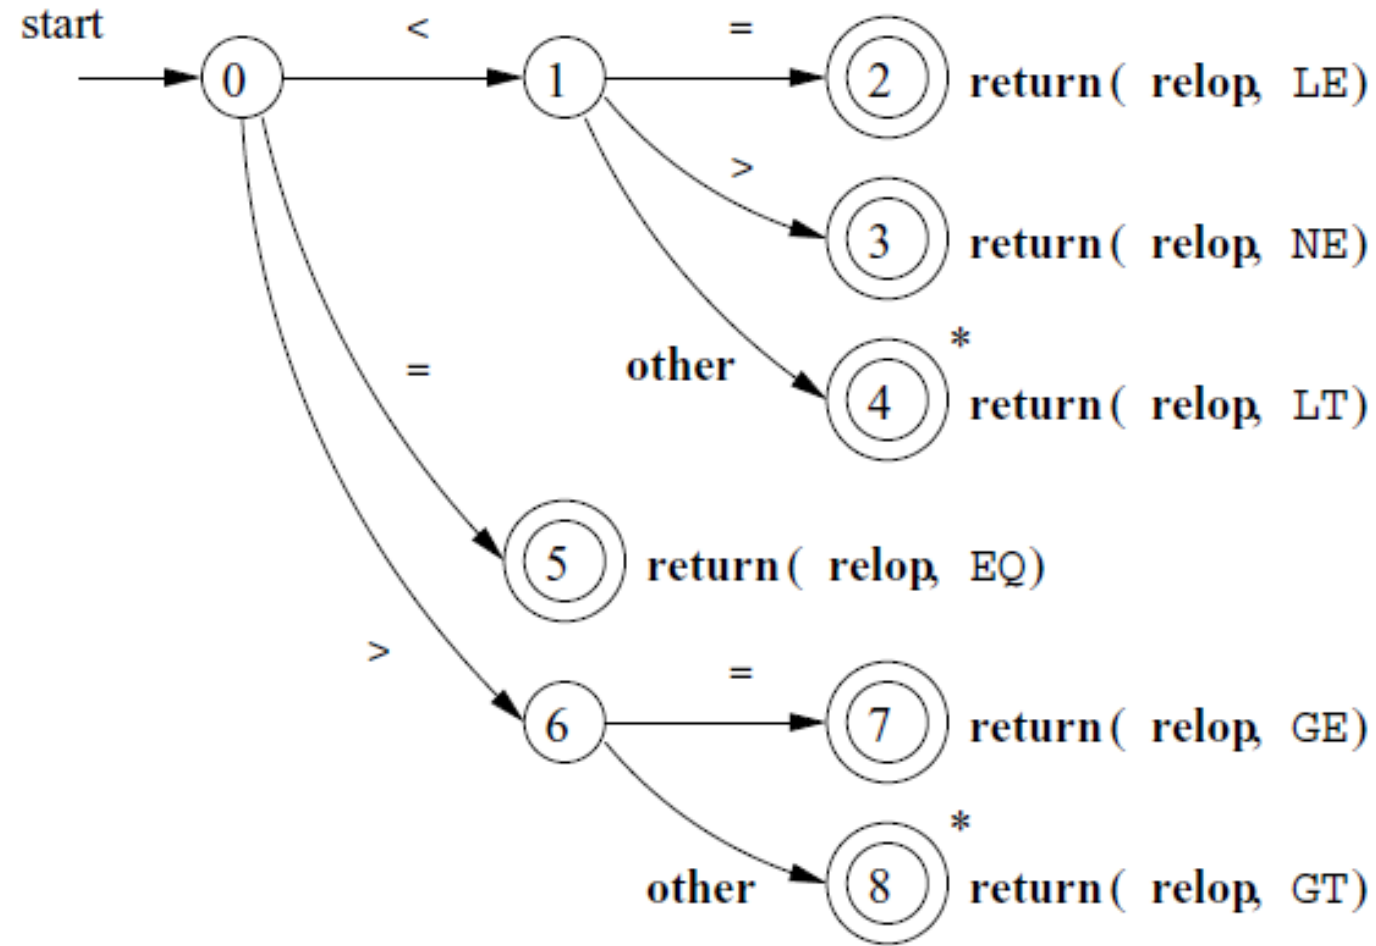 start
<
=
0
1
2
return( relop, LE)
>
3
return( relop, NE)
*
=
other
4
return( relop, LT)
5
return( relop, EQ)
>
=
6
7
return( relop, GE)
*
other
8
return( relop, GT)